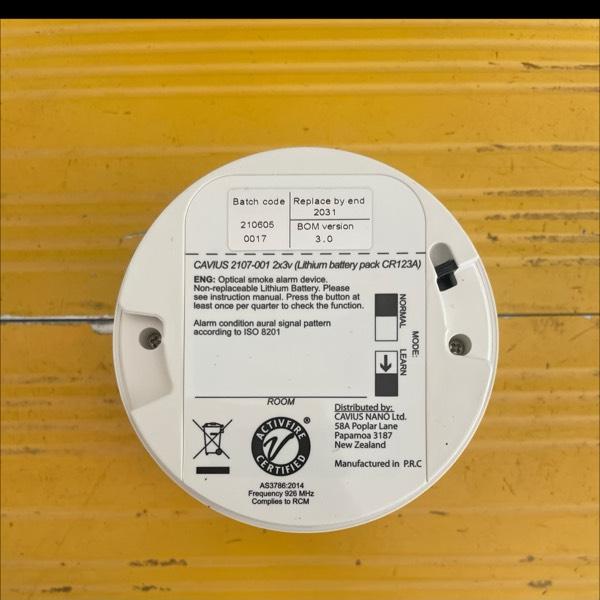 Batch code
210605
0017
Replace by end
2031
BOM version
3.0
CAVIUS 2107-001 2x3v (Lithium battery pack CR123A)
ENG: Optical smoke alarm device.
Non-replaceable Lithium Battery. Please
see instruction manual. Press the button at
least once per quarter to check the function.
Alarm condition aural signal pattern
according to ISO 8201
NORMAL
MODE:
LEARN
ROOM
ACTIVFIRE
CERTIFIED
Distributed by:
CAVIUS NANO Ltd.
58A Poplar Lane
Papamoa 3187
New Zealand
Manufactured in P.R.C
AS3786:2014
Frequency 926 MHz
Complies to RCM